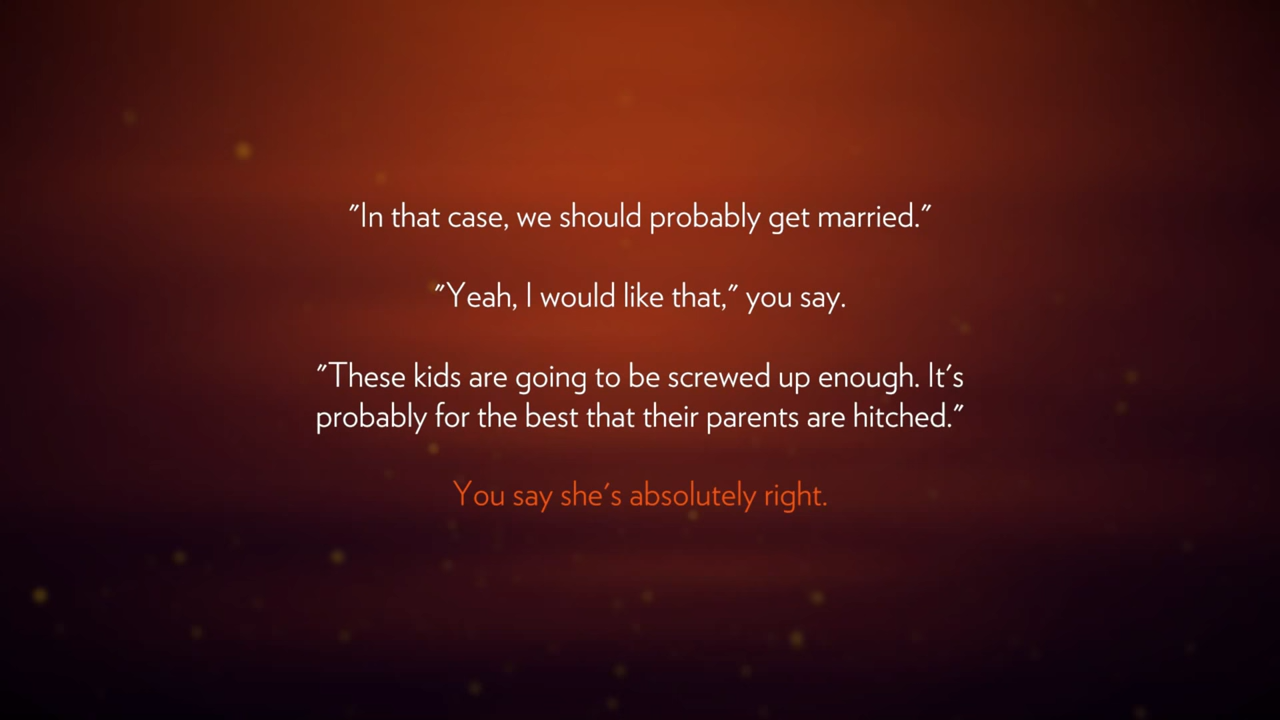 "In that case, we should probably get married."
"Yeah, I would like that," you say.
"These kids are going to be screwed up enough. It's
probably for the best that their parents are hitched."
You say she's absolutely right.